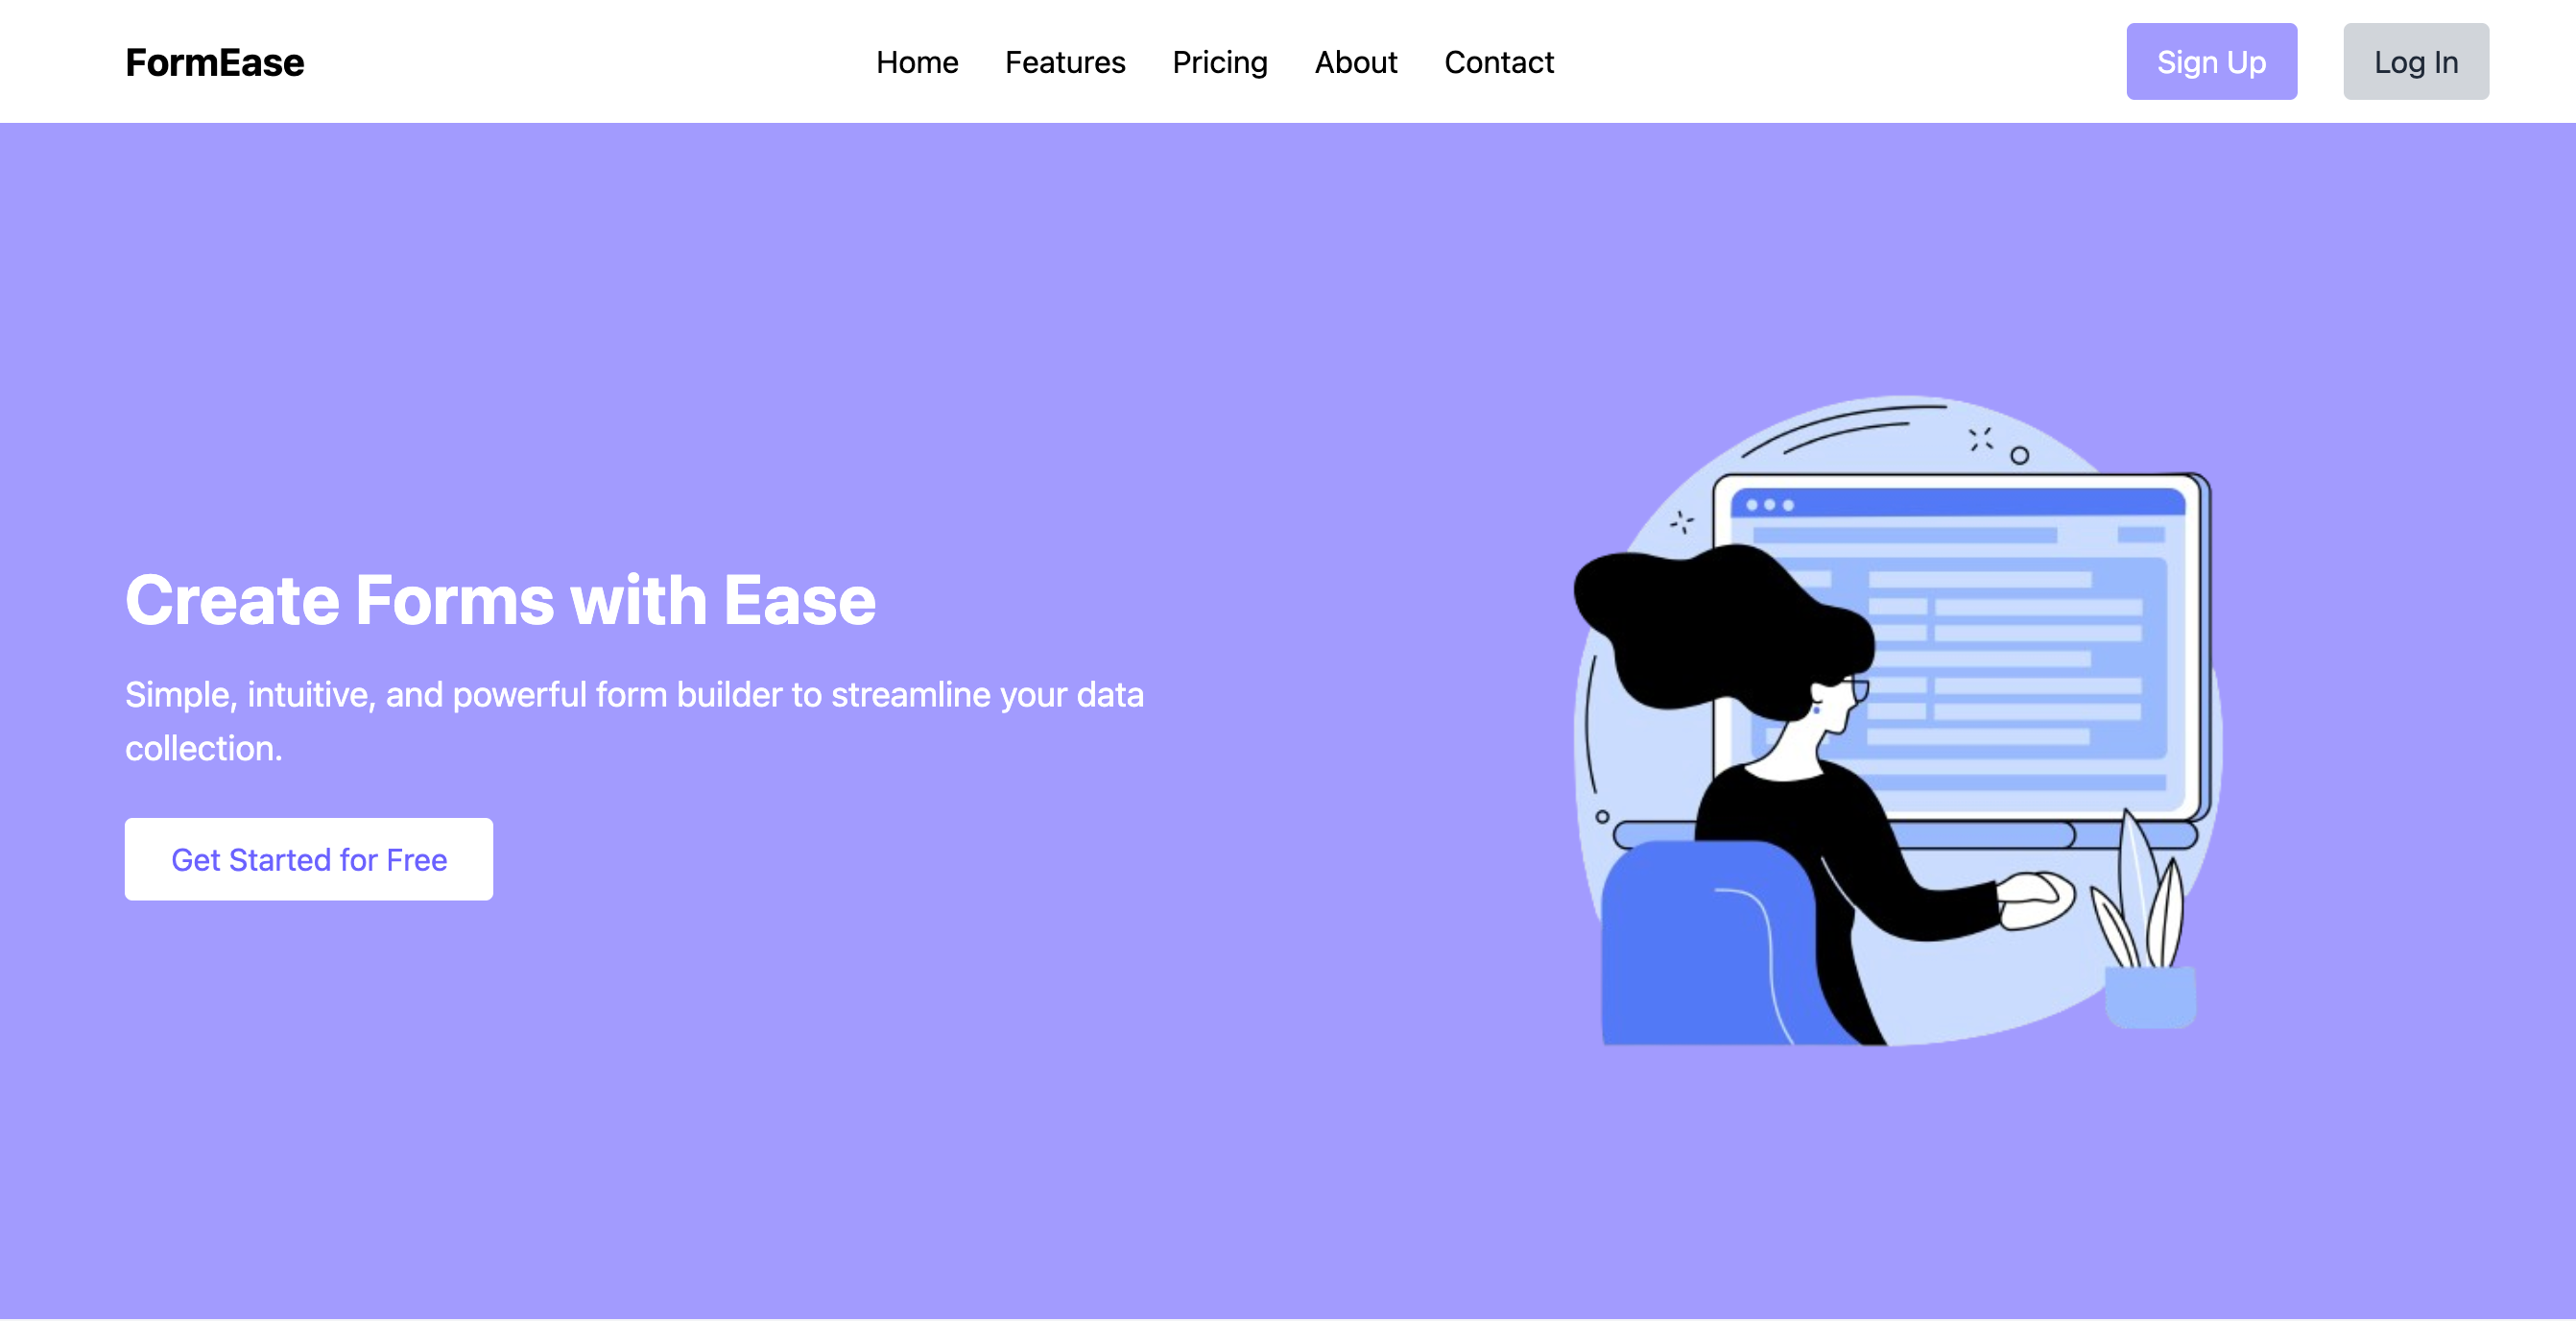 FormEase
Home Features Pricing About Contact
Sign Up
Log In
Create Forms with Ease
Simple, intuitive, and powerful form builder to streamline your data
collection.
Get Started for Free